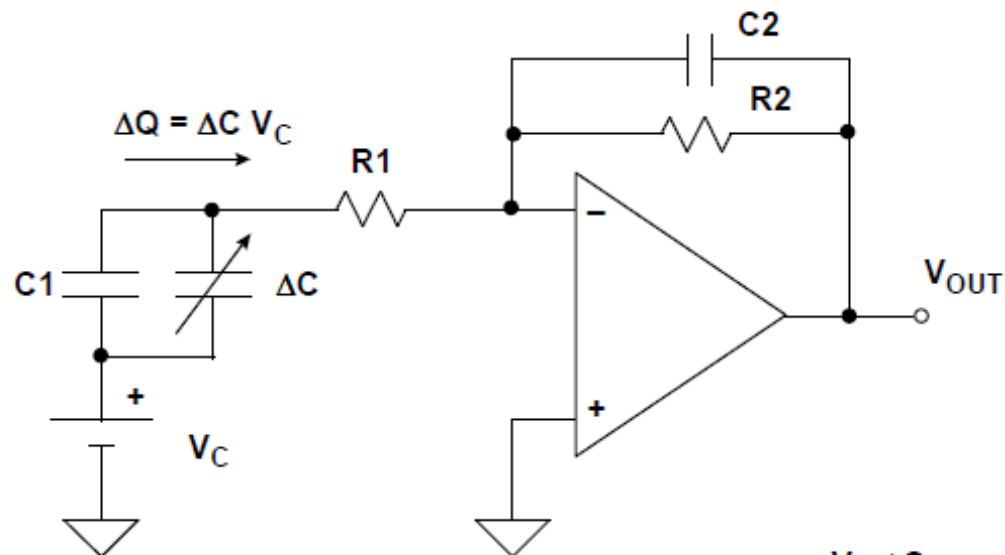 C2
R2
ΔQ = ΔC V_C
R1
−
C1
ΔC
V_OUT
+
+
V_C